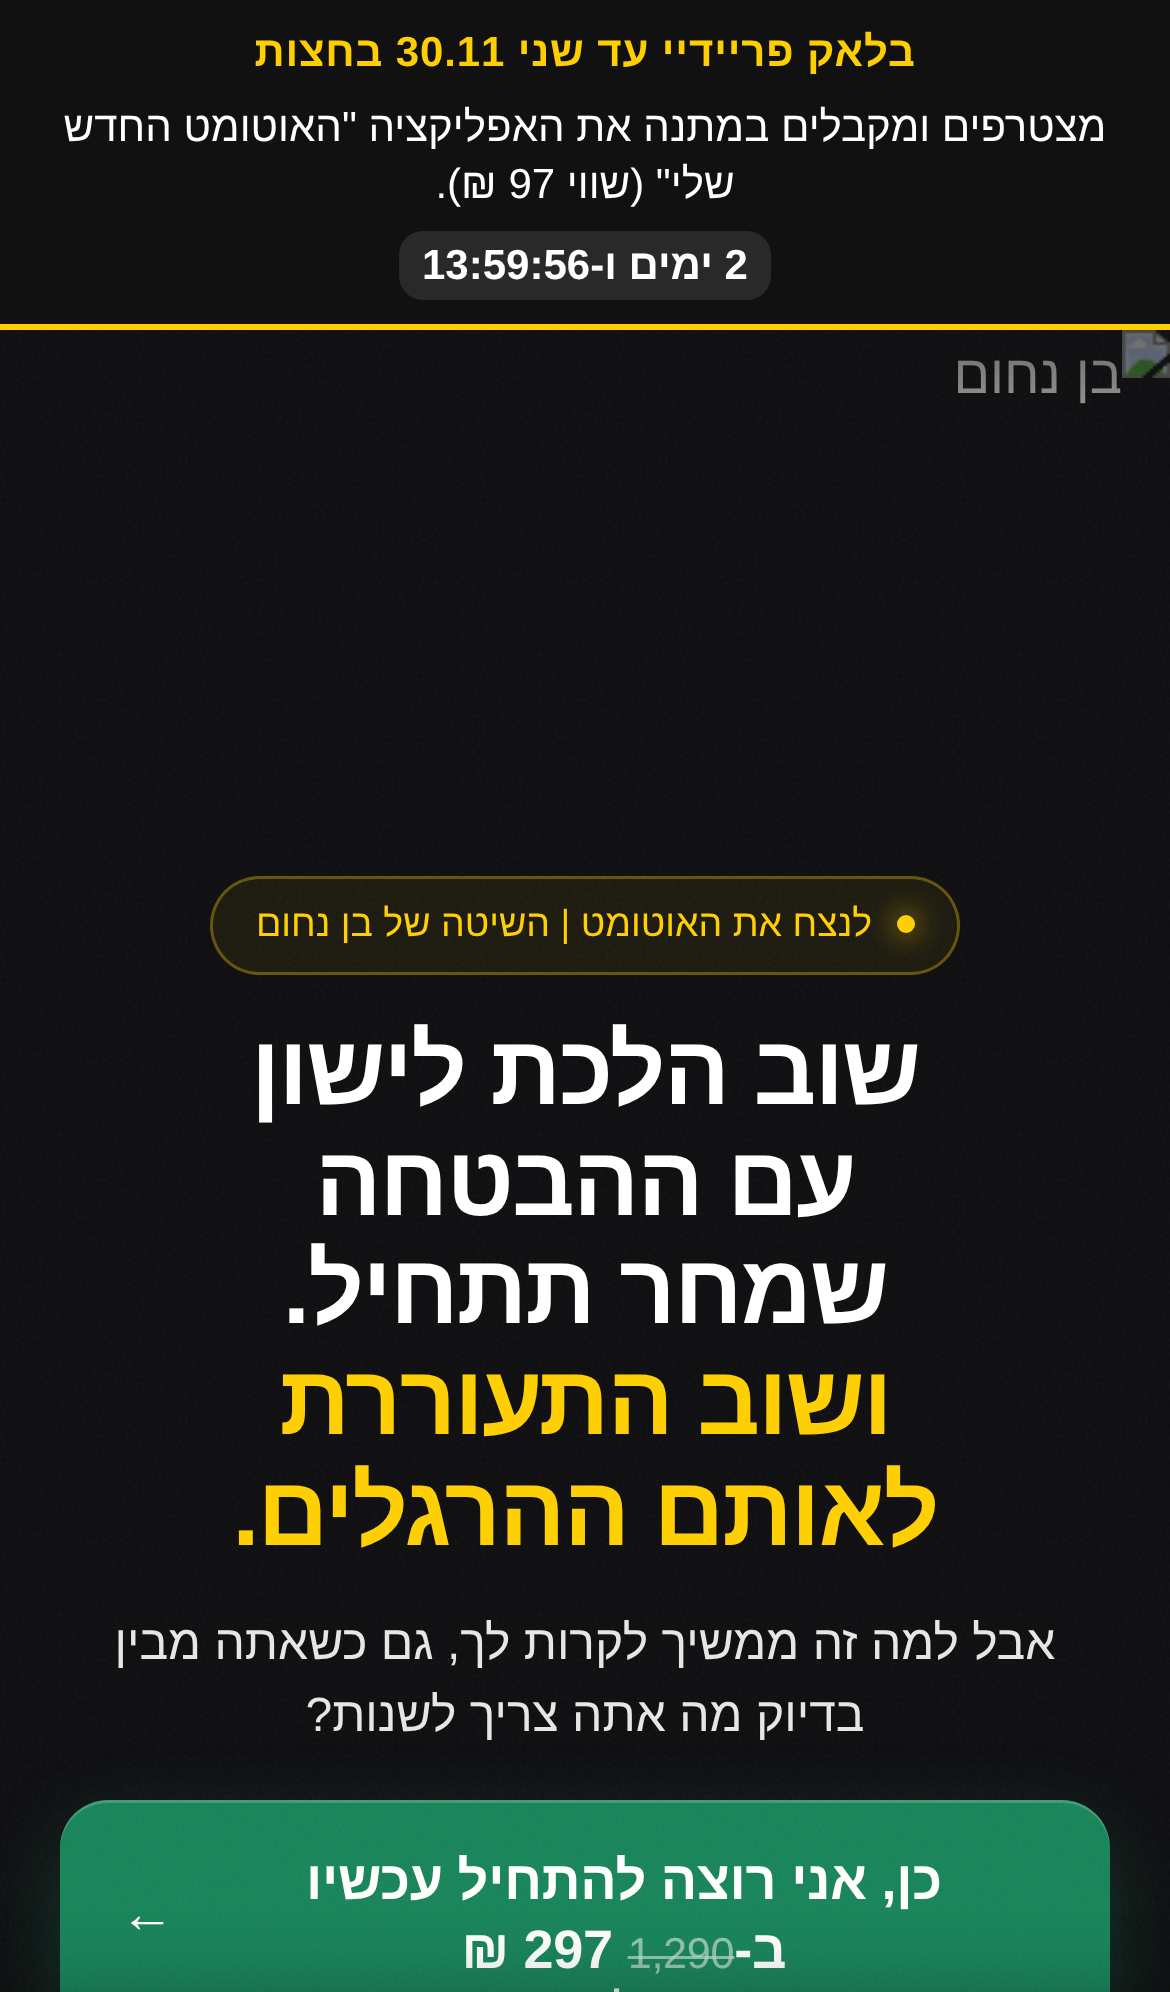 בלאק פריידיי עד שני 30.11 בחצות
מצטרפים ומקבלים במתנה את האפליקציה "האוטומט החדש
שלי" (שווי 97 ₪).
2 ימים ו-13:59:56
בן נחום
לנצח את האוטומט | השיטה של בן נחום
שוב הלכת לישון
עם ההבטחה
שמחר תתחיל.
ושוב התעוררת
לאותם ההרגלים.
אבל למה זה ממשיך לקרות לך, גם כשאתה מבין
בדיוק מה אתה צריך לשנות?
כן, אני רוצה להתחיל עכשיו
ב-1,290 297 ₪
←